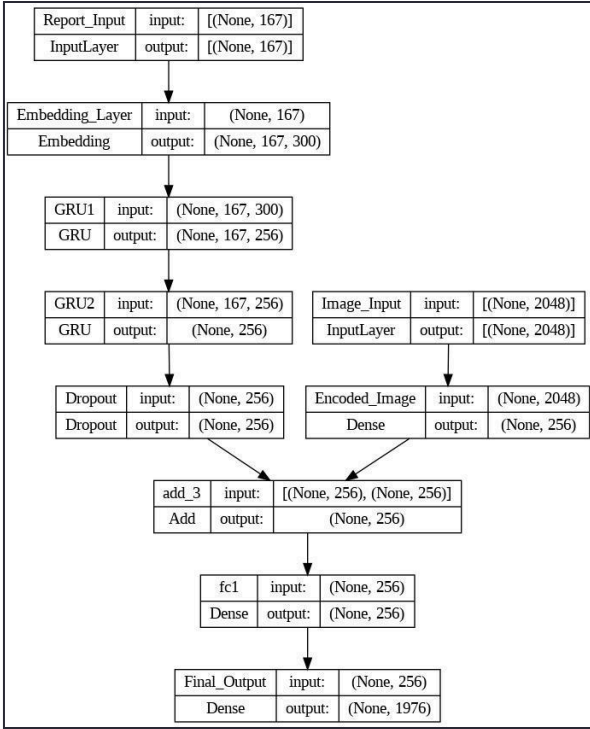 Report_Input input: [(None, 167)]
InputLayer output: [(None, 167)]
Embedding_Layer input: (None, 167)
Embedding output: (None, 167, 300)
GRU1 input: (None, 167, 300)
GRU output: (None, 167, 256)
GRU2 input: (None, 167, 256)
GRU output: (None, 256)
Image_Input input: [(None, 2048)]
InputLayer output: [(None, 2048)]
Dropout input: (None, 256)
Dropout output: (None, 256)
Encoded_Image input: (None, 2048)
Dense output: (None, 256)
add_3 input: [(None, 256), (None, 256)]
Add output: (None, 256)
fc1 input: (None, 256)
Dense output: (None, 256)
Final_Output input: (None, 256)
Dense output: (None, 1976)